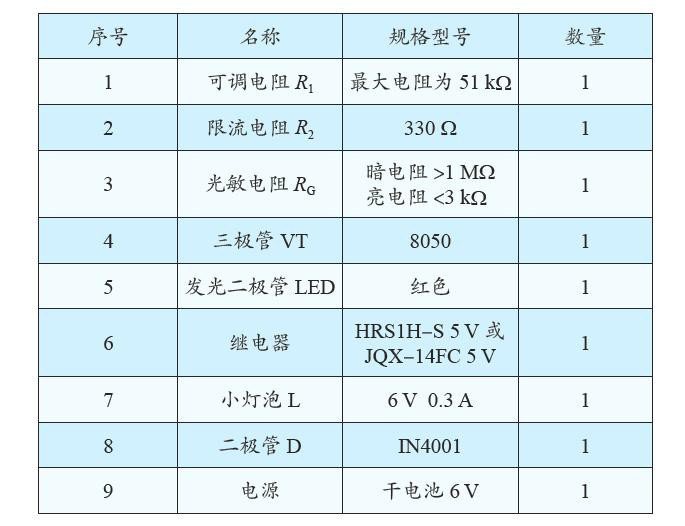 序号 名称 规格型号 数量
1 可调电阻 R₁ 最大电阻为 51 kΩ 1
2 限流电阻 R₂ 330 Ω 1
3 光敏电阻 RG 暗电阻 >1 MΩ 1
亮电阻 <3 kΩ
4 三极管 VT 8050 1
5 发光二极管 LED 红色 1
6 继电器 HRS1H-S 5 V 或 1
JQX-14FC 5 V
7 小灯泡 L 6 V 0.3 A 1
8 二极管 D IN4001 1
9 电源 干电池 6 V 1